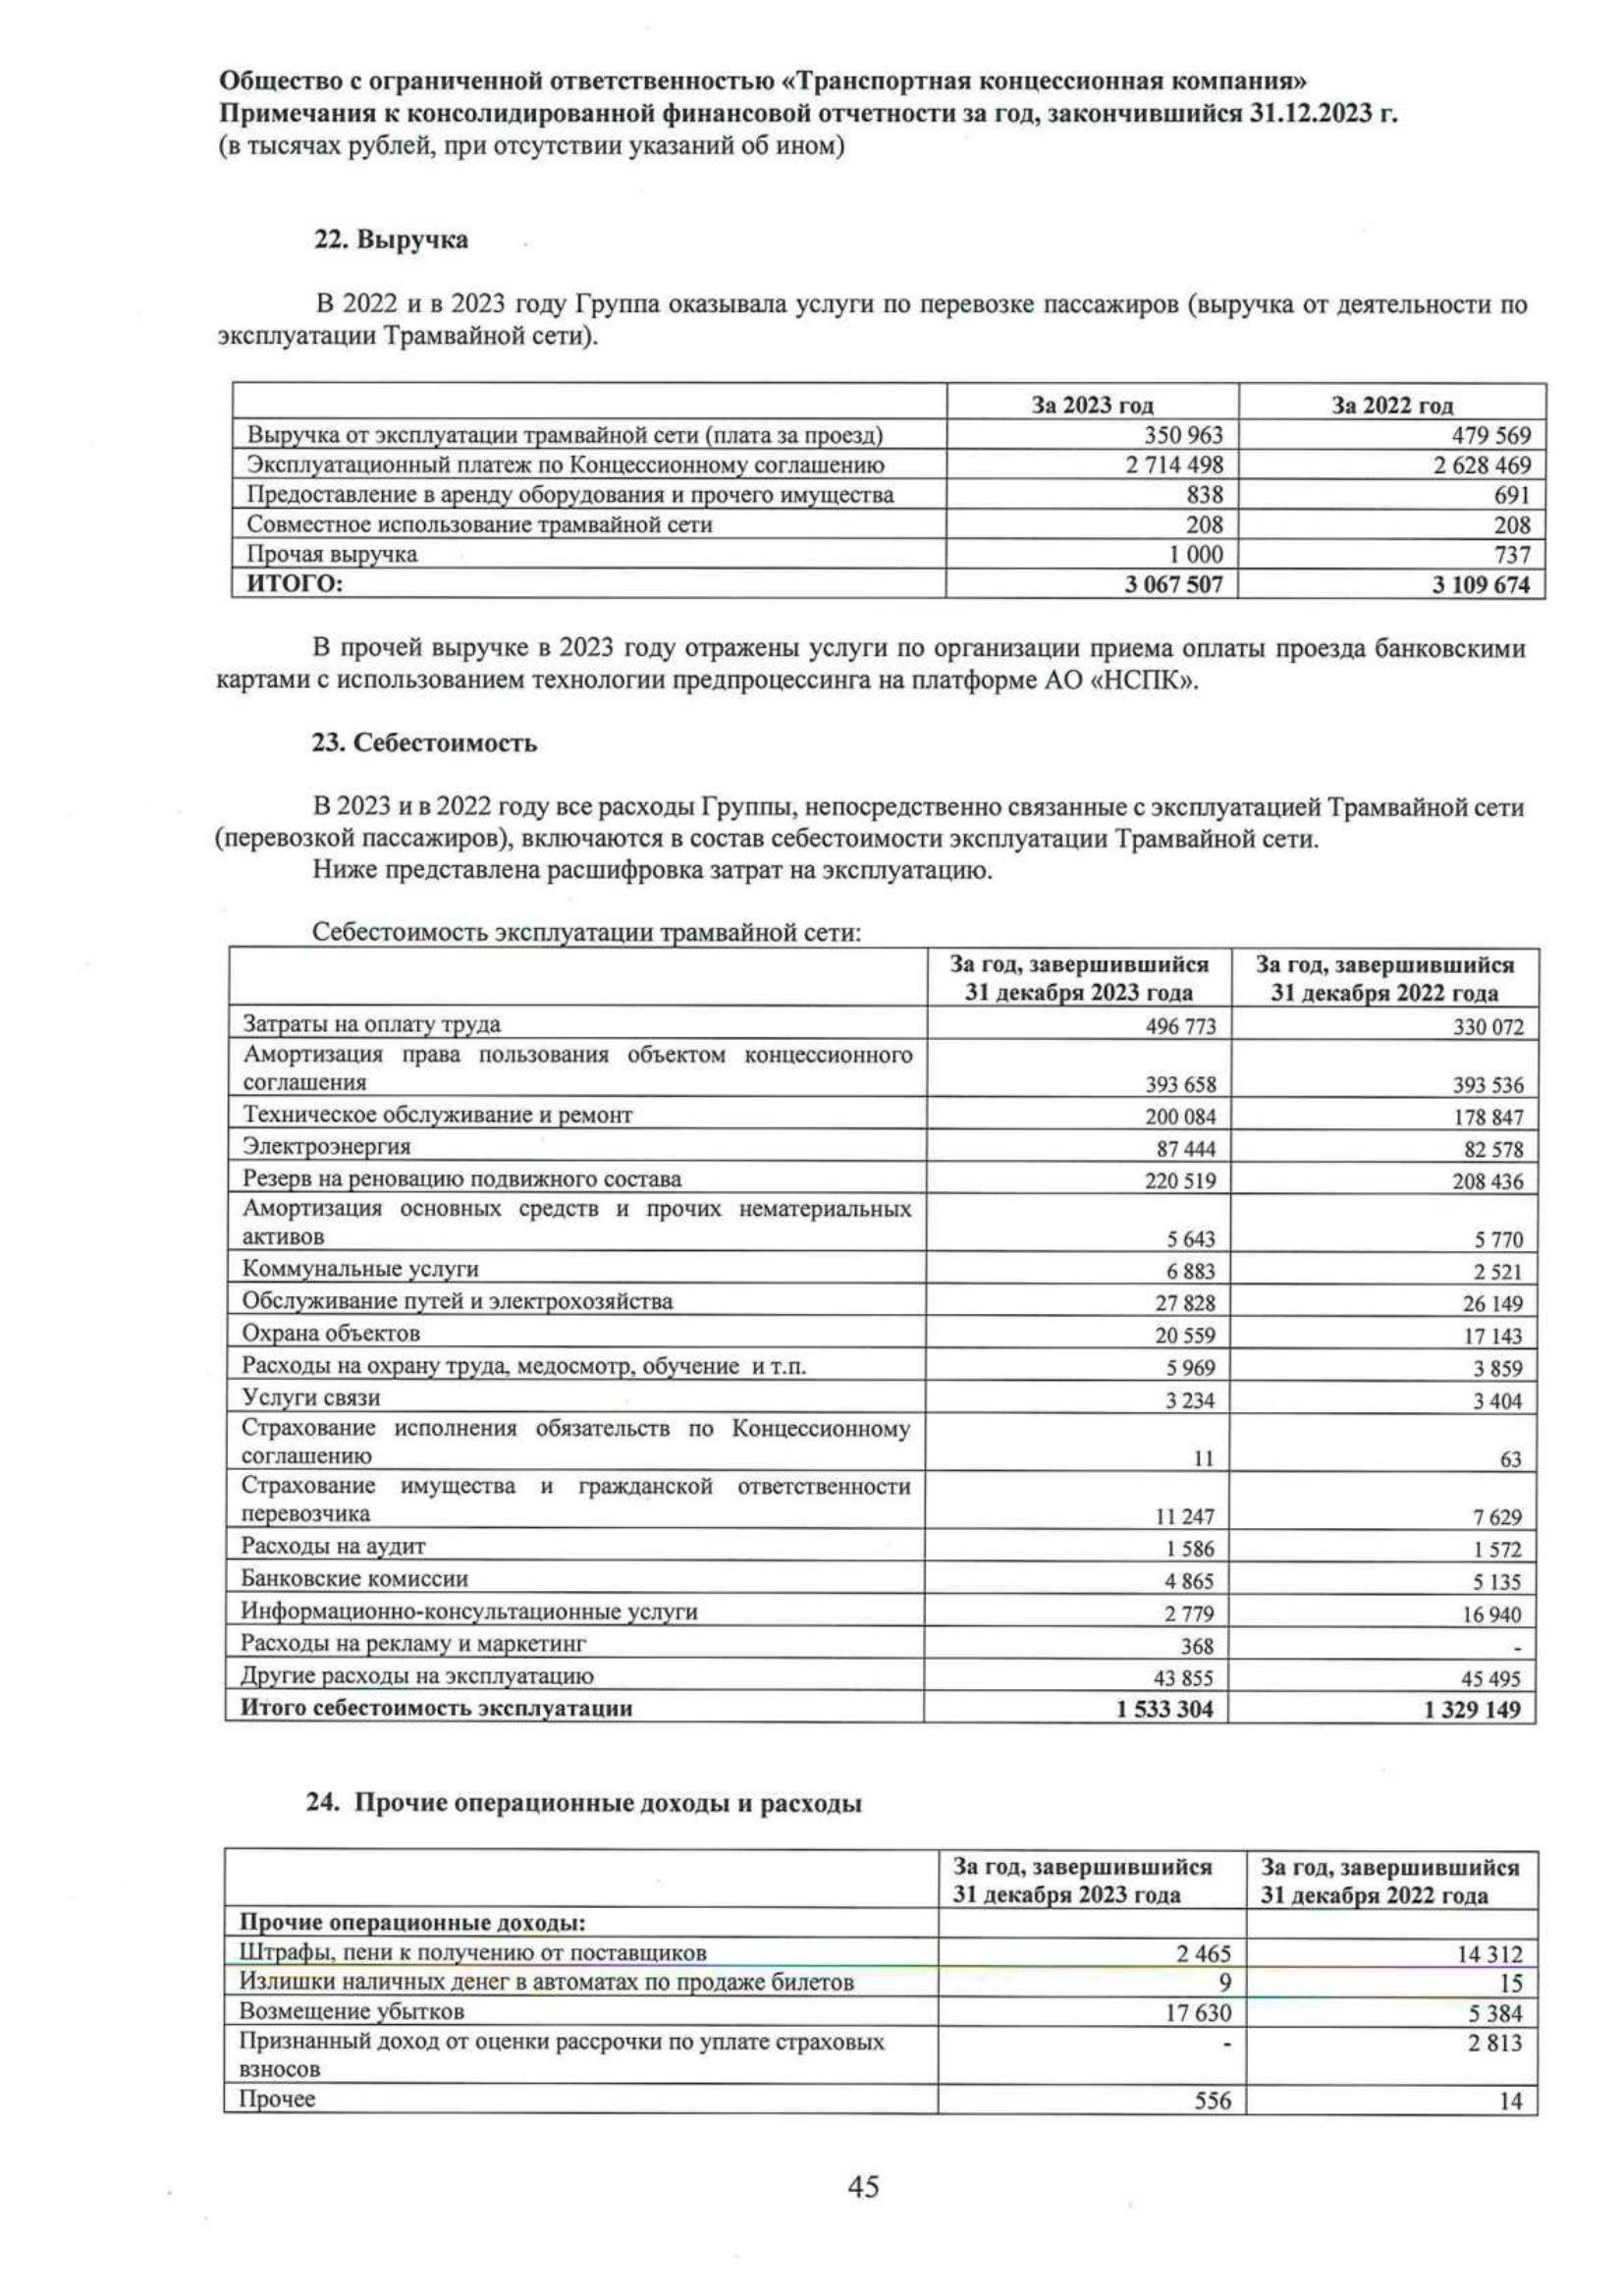 Общество с ограниченной ответственностью «Транспортная концессионная компания»
Примечания к консолидированной финансовой отчетности за год, закончившийся 31.12.2023 г.
(в тысячах рублей, при отсутствии указаний об ином)
22. Выручка
В 2022 и в 2023 году Группа оказывала услуги по перевозке пассажиров (выручка от деятельности по
эксплуатации Трамвайной сети).
За 2023 год За 2022 год
Выручка от эксплуатации трамвайной сети (плата за проезд) 350 963 479 569
Эксплуатационный платеж по Концессионному соглашению 2 714 498 2 628 469
Предоставление в аренду оборудования и прочего имущества 838 691
Совместное использование трамвайной сети 208 208
Прочая выручка 1 000 737
ИТОГО: 3 067 507 3 109 674
В прочей выручке в 2023 году отражены услуги по организации приема оплаты проезда банковскими
картами с использованием технологии предпроцессинга на платформе АО «НСПК».
23. Себестоимость
В 2023 и в 2022 году все расходы Группы, непосредственно связанные с эксплуатацией Трамвайной сети
(перевозкой пассажиров), включаются в состав себестоимости эксплуатации Трамвайной сети.
Ниже представлена расшифровка затрат на эксплуатацию.
Себестоимость эксплуатации трамвайной сети:
За год, завершившийся За год, завершившийся
31 декабря 2023 года 31 декабря 2022 года
Затраты на оплату труда 496 773 330 072
Амортизация права пользования объектом концессионного
соглашения 393 658 393 536
Техническое обслуживание и ремонт 200 084 178 847
Электроэнергия 87 444 82 578
Резерв на реновацию подвижного состава 220 519 208 436
Амортизация основных средств и прочих нематериальных
активов 5 643 5 770
Коммунальные услуги 6 883 2 521
Обслуживание путей и электрохозяйства 27 828 26 149
Охрана объектов 20 559 17 143
Расходы на охрану труда, медосмотр, обучение и т.п. 5 969 3 859
Услуги связи 3 234 3 404
Страхование исполнения обязательств по Концессионному
соглашению 11 63
Страхование имущества и гражданской ответственности
перевозчика 11 247 7 629
Расходы на аудит 1 586 1 572
Банковские комиссии 4 865 5 135
Информационно-консультационные услуги 2 779 16 940
Расходы на рекламу и маркетинг 368 -
Другие расходы на эксплуатацию 43 855 45 495
Итого себестоимость эксплуатации 1 533 304 1 329 149
24. Прочие операционные доходы и расходы
За год, завершившийся За год, завершившийся
31 декабря 2023 года 31 декабря 2022 года
Прочие операционные доходы:
Штрафы, пени к получению от поставщиков 2 465 14 312
Излишки наличных денег в автоматах по продаже билетов 9 15
Возмещение убытков 17 630 5 384
Признанный доход от оценки рассрочки по уплате страховых - 2 813
взносов
Прочее 556 14
45